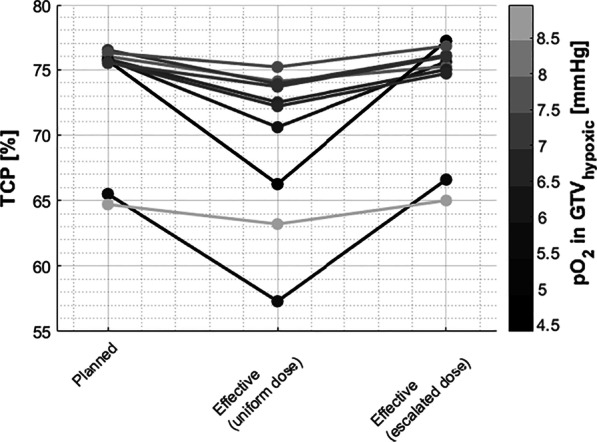 80
75
70
65
60
55
TCP [%]
Planned
Effective
(uniform dose)
Effective
(escalated dose)
8.5
8
7.5
7
6.5
6
5.5
5
4.5
pO2 in GTVhypoxic [mmHg]